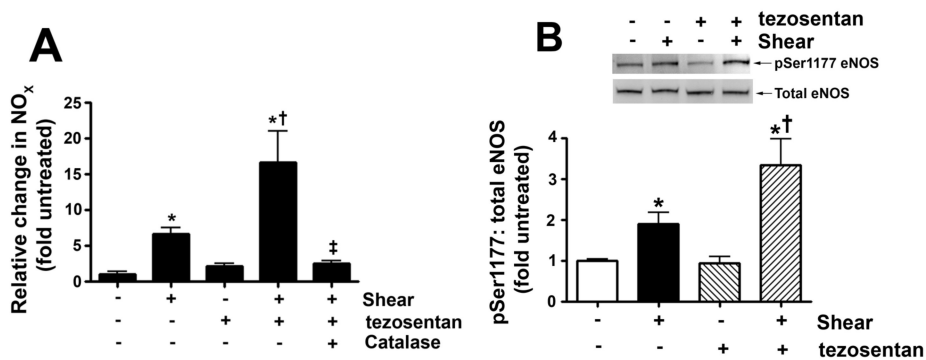 A
Relative change in NOX
(fold untreated)
25
20
15
10
5
0
*
*†
‡
- + - + + Shear
- - + + + tezosentan
- - - - + Catalase
B
- - + + tezosentan
- + - + Shear
pSer1177 eNOS
Total eNOS
pSer1177: total eNOS
(fold untreated)
4
3
2
1
0
*
*†
- + - + Shear
- - + + tezosentan